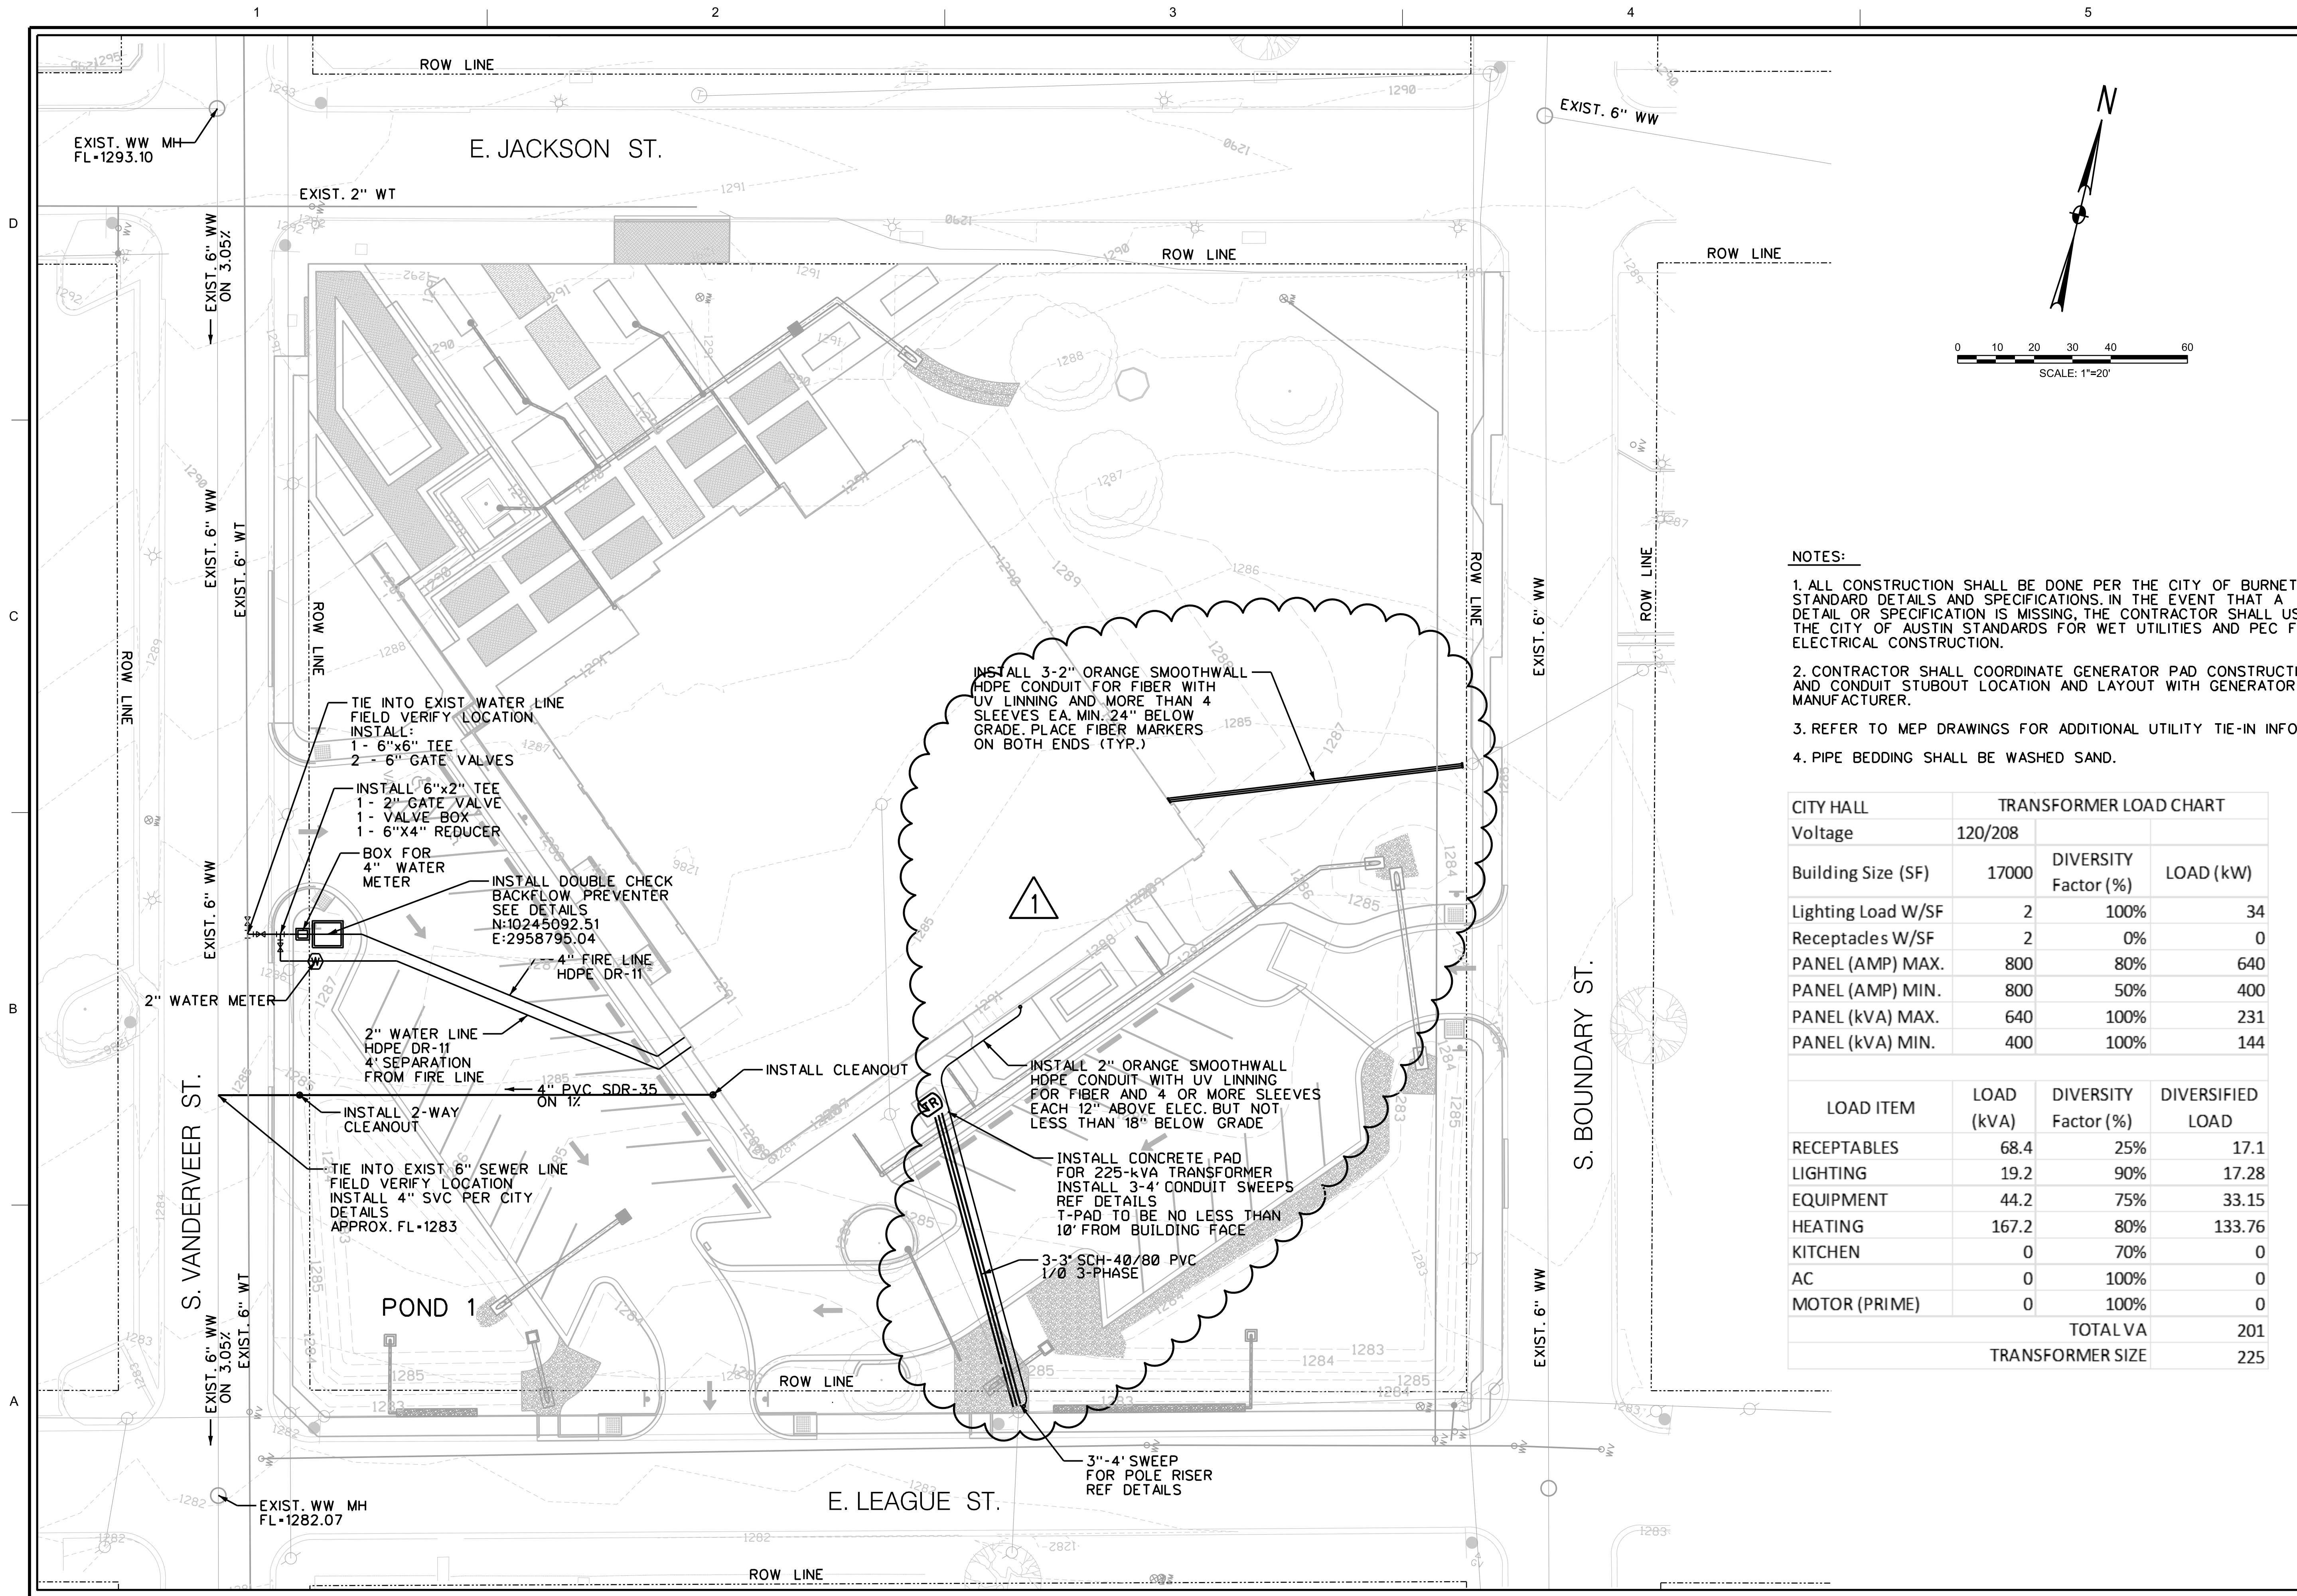 1 2 3 4 5
D
C
B
A
ROW LINE
EXIST. WW MH
FL=1293.10
E. JACKSON ST.
EXIST. 2" WT
EXIST. 6" WW
ON 3.05%
EXIST. 6" WW
ROW LINE
ROW LINE
N
0 10 20 30 40 60
SCALE: 1"=20'
EXIST. 6" WW
EXIST. 6" WT
ROW LINE
ROW LINE
ROW LINE
EXIST. 6" WW
ROW LINE
NOTES:
1. ALL CONSTRUCTION SHALL BE DONE PER THE CITY OF BURNET
STANDARD DETAILS AND SPECIFICATIONS. IN THE EVENT THAT A
DETAIL OR SPECIFICATION IS MISSING, THE CONTRACTOR SHALL US
THE CITY OF AUSTIN STANDARDS FOR WET UTILITIES AND PEC F
ELECTRICAL CONSTRUCTION.
2. CONTRACTOR SHALL COORDINATE GENERATOR PAD CONSTRUCTI
AND CONDUIT STUBOUT LOCATION AND LAYOUT WITH GENERATOR
MANUFACTURER.
3. REFER TO MEP DRAWINGS FOR ADDITIONAL UTILITY TIE-IN INFO
4. PIPE BEDDING SHALL BE WASHED SAND.
INSTALL 3-2" ORANGE SMOOTHWALL
HDPE CONDUIT FOR FIBER WITH
UV LINNING AND MORE THAN 4
SLEEVES EA. MIN. 24" BELOW
GRADE. PLACE FIBER MARKERS
ON BOTH ENDS (TYP.)
TIE INTO EXIST WATER LINE
FIELD VERIFY LOCATION
INSTALL:
1 - 6"x6" TEE
2 - 6" GATE VALVES
INSTALL 6"x2" TEE
1 - 2" GATE VALVE
1 - VALVE BOX
1 - 6"X4" REDUCER
BOX FOR
4" WATER
METER
INSTALL DOUBLE CHECK
BACKFLOW PREVENTER
SEE DETAILS
N:10245092.51
E:2958795.04
4" FIRE LINE
HDPE DR-11
EXIST. 6" WW
W
2" WATER METER
2" WATER LINE
HDPE DR-11
4' SEPARATION
FROM FIRE LINE
1
INSTALL CLEANOUT
4" PVC SDR-35
ON 1%
INSTALL 2-WAY
CLEANOUT
TIE INTO EXIST 6" SEWER LINE
FIELD VERIFY LOCATION
INSTALL 4" SVC PER CITY
DETAILS
APPROX. FL=1283
S. VANDERVEER ST.
S. BOUNDARY ST.
TR
INSTALL 2" ORANGE SMOOTHWALL
HDPE CONDUIT WITH UV LINNING
FOR FIBER AND 4 OR MORE SLEEVES
EACH 12" ABOVE ELEC. BUT NOT
LESS THAN 18" BELOW GRADE
INSTALL CONCRETE PAD
FOR 225-kVA TRANSFORMER
INSTALL 3-4' CONDUIT SWEEPS
REF DETAILS
T-PAD TO BE NO LESS THAN
10' FROM BUILDING FACE
3-3" SCH-40/80 PVC
1/0 3-PHASE
POND 1
EXIST. 6" WW
ON 3.05%
EXIST. 6" WT
EXIST. 6" WW
ROW LINE
3"-4' SWEEP
FOR POLE RISER
REF DETAILS
E. LEAGUE ST.
EXIST. WW MH
FL=1282.07
ROW LINE
CITY HALL TRANSFORMER LOAD CHART
Voltage 120/208
Building Size (SF) 17000 DIVERSITY Factor (%) LOAD (kW)
Lighting Load W/SF 2 100% 34
Receptacles W/SF 2 0% 0
PANEL (AMP) MAX. 800 80% 640
PANEL (AMP) MIN. 800 50% 400
PANEL (kVA) MAX. 640 100% 231
PANEL (kVA) MIN. 400 100% 144
LOAD ITEM LOAD (kVA) DIVERSITY Factor (%) DIVERSIFIED LOAD
RECEPTABLES 68.4 25% 17.1
LIGHTING 19.2 90% 17.28
EQUIPMENT 44.2 75% 33.15
HEATING 167.2 80% 133.76
KITCHEN 0 70% 0
AC 0 100% 0
MOTOR (PRIME) 0 100% 0
TOTAL VA 201
TRANSFORMER SIZE 225